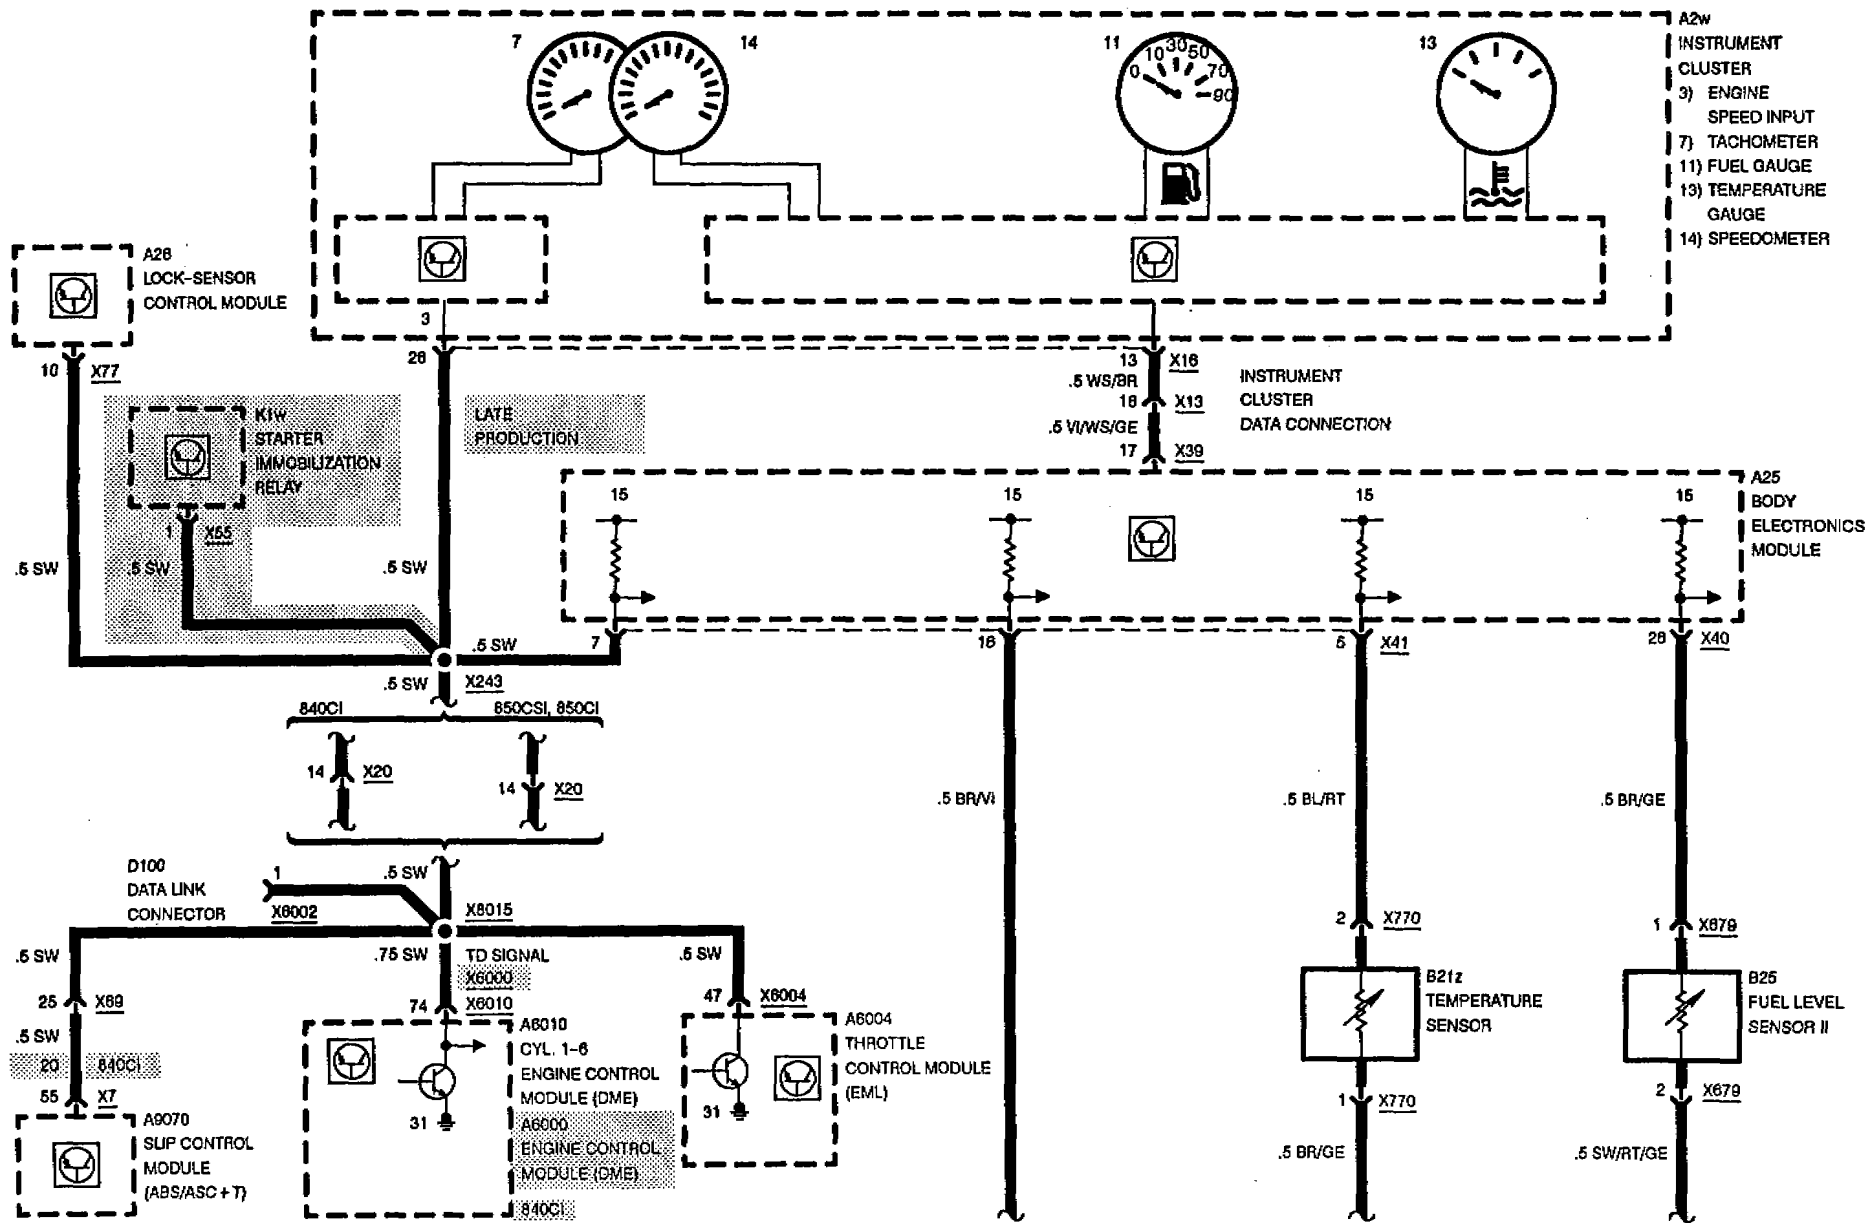 7
14
11
0 10 30 50 70 90
13
A2w
INSTRUMENT
CLUSTER
3) ENGINE
SPEED INPUT
7) TACHOMETER
11) FUEL GAUGE
13) TEMPERATURE
GAUGE
14) SPEEDOMETER
A26
LOCK-SENSOR
CONTROL MODULE
10 X77
3
26
13 X16
.5 WS/BR
18 X13
.5 VI/WS/GE
17 X39
INSTRUMENT
CLUSTER
DATA CONNECTION
K1w
STARTER
IMMOBILIZATION
RELAY
1 X55
LATE
PRODUCTION
.5 SW
.5 SW
.5 SW
A25
BODY
ELECTRONICS
MODULE
15
15
15
15
.5 SW
7
16
5 X41
26 X40
.5 SW
X243
840CI
850CSI, 850CI
14 X20
14 X20
.5 BR/VI
.5 BL/RT
.5 BR/GE
D100
DATA LINK
CONNECTOR
1
X6002
.5 SW
X8015
.5 SW
.75 SW
TD SIGNAL
X6000
.5 SW
25 X69
74 X6010
47 X6004
.5 SW
20 840CI
55 X7
A9070
SLIP CONTROL
MODULE
(ABS/ASC + T)
A6010
CYL. 1-6
ENGINE CONTROL
MODULE (DME)
A6000
ENGINE CONTROL
MODULE (DME)
840CI
31
A6004
THROTTLE
CONTROL MODULE
(EML)
31
2 X770
B21z
TEMPERATURE
SENSOR
1 X770
.5 BR/GE
1 X679
B25
FUEL LEVEL
SENSOR II
2 X679
.5 SW/RT/GE